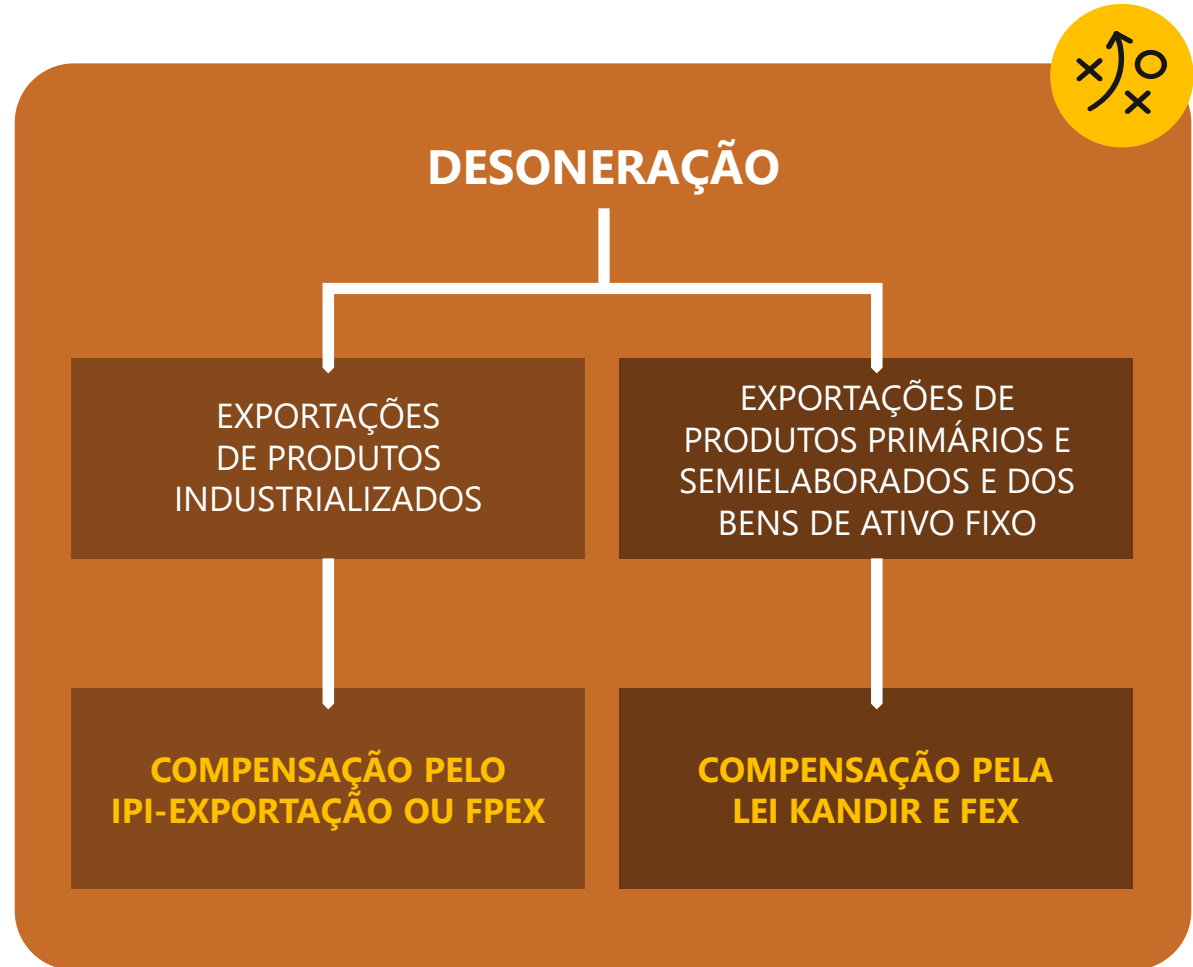 DESONERAÇÃO
EXPORTAÇÕES
DE PRODUTOS
INDUSTRIALIZADOS
EXPORTAÇÕES DE
PRODUTOS PRIMÁRIOS E
SEMIELABORADOS E DOS
BENS DE ATIVO FIXO
COMPENSAÇÃO PELO
IPI-EXPORTAÇÃO OU FPEX
COMPENSAÇÃO PELA
LEI KANDIR E FEX